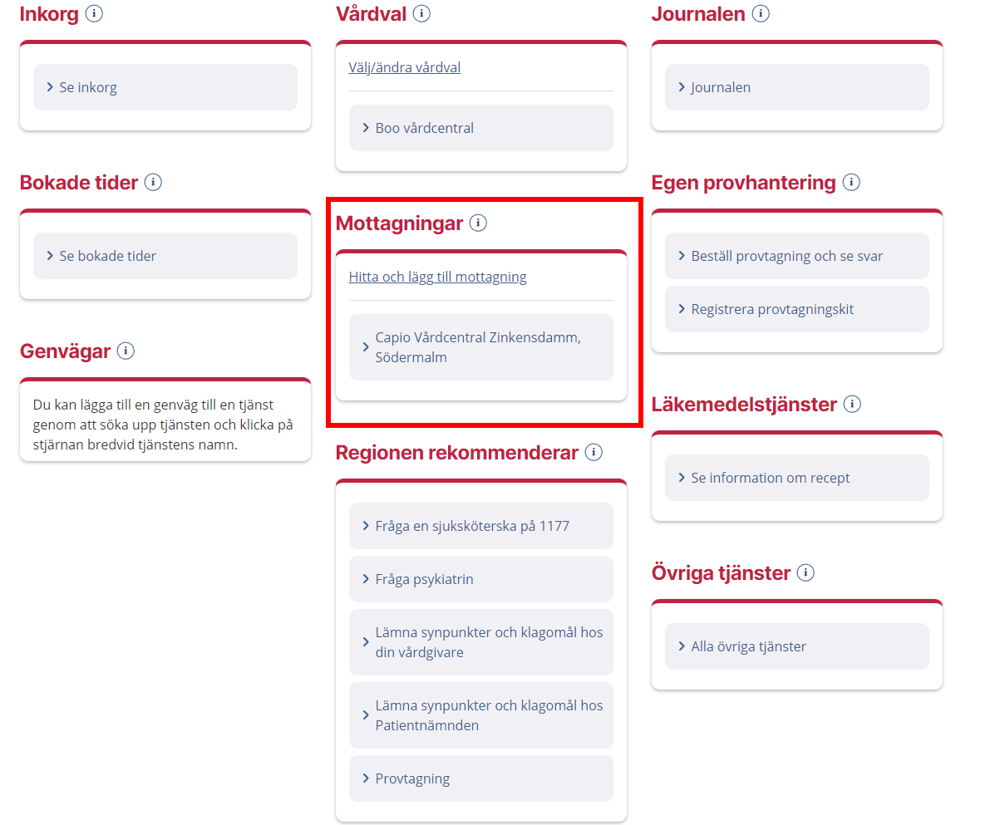 Inkorg
Se inkorg
Bokade tider
Se bokade tider
Genvägar
Du kan lägga till en genväg till en tjänst
genom att söka upp tjänsten och klicka på
stjärnan bredvid tjänstens namn.
Vårdval
Välj/ändra vårdval
Boo vårdcentral
Mottagningar
Hitta och lägg till mottagning
Capio Vårdcentral Zinkensdamm,
Södermalm
Regionen rekommenderar
Fråga en sjuksköterska på 1177
Fråga psykiatrin
Lämna synpunkter och klagomål hos
din vårdgivare
Lämna synpunkter och klagomål hos
Patientnämnden
Provtagning
Journalen
Journalen
Egen provhantering
Beställ provtagning och se svar
Registrera provtagningskit
Läkemedelstjänster
Se information om recept
Övriga tjänster
Alla övriga tjänster